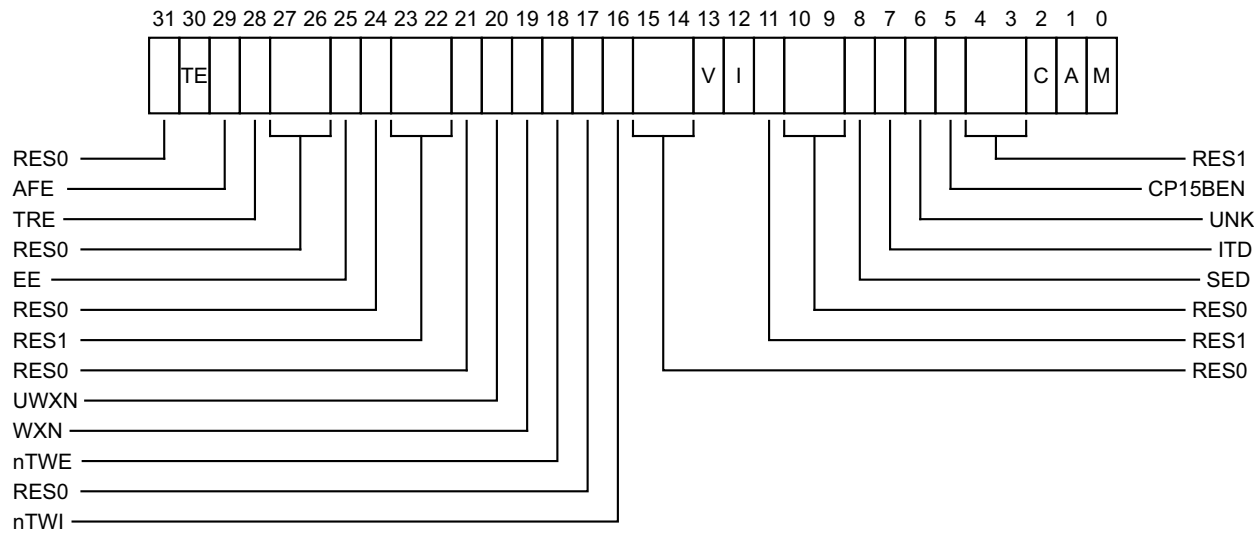 31 30 29 28 27 26 25 24 23 22 21 20 19 18 17 16 15 14 13 12 11 10 9 8 7 6 5 4 3 2 1 0
TE V I C A M
RES0 RES1
AFE CP15BEN
TRE UNK
RES0 ITD
EE SED
RES0 RES0
RES1 RES1
RES0 RES0
UWXN
WXN
nTWE
RES0
nTWI